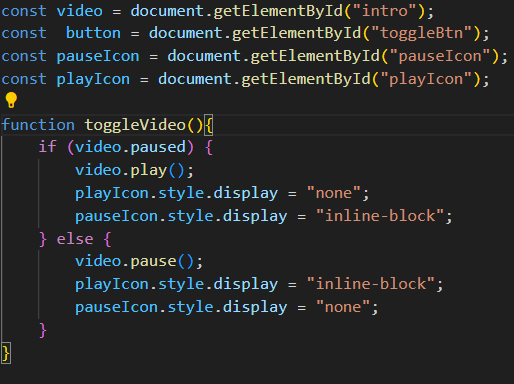 const video = document.getElementById("intro");
const  button = document.getElementById("toggleBtn");
const pauseIcon = document.getElementById("pauseIcon");
const playIcon = document.getElementById("playIcon");

function toggleVideo(){
    if (video.paused) {
        video.play();
        playIcon.style.display = "none";
        pauseIcon.style.display = "inline-block";
    } else {
        video.pause();
        playIcon.style.display = "inline-block";
        pauseIcon.style.display = "none";
    }
}